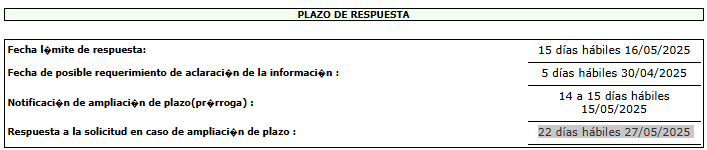 PLAZO DE RESPUESTA
Fecha l�mite de respuesta:
15 días hábiles 16/05/2025
Fecha de posible requerimiento de aclaraci�n de la informaci�n :
5 días hábiles 30/04/2025
Notificaci�n de ampliaci�n de plazo(pr�rroga) :
14 a 15 días hábiles
15/05/2025
Respuesta a la solicitud en caso de ampliaci�n de plazo :
22 días hábiles 27/05/2025